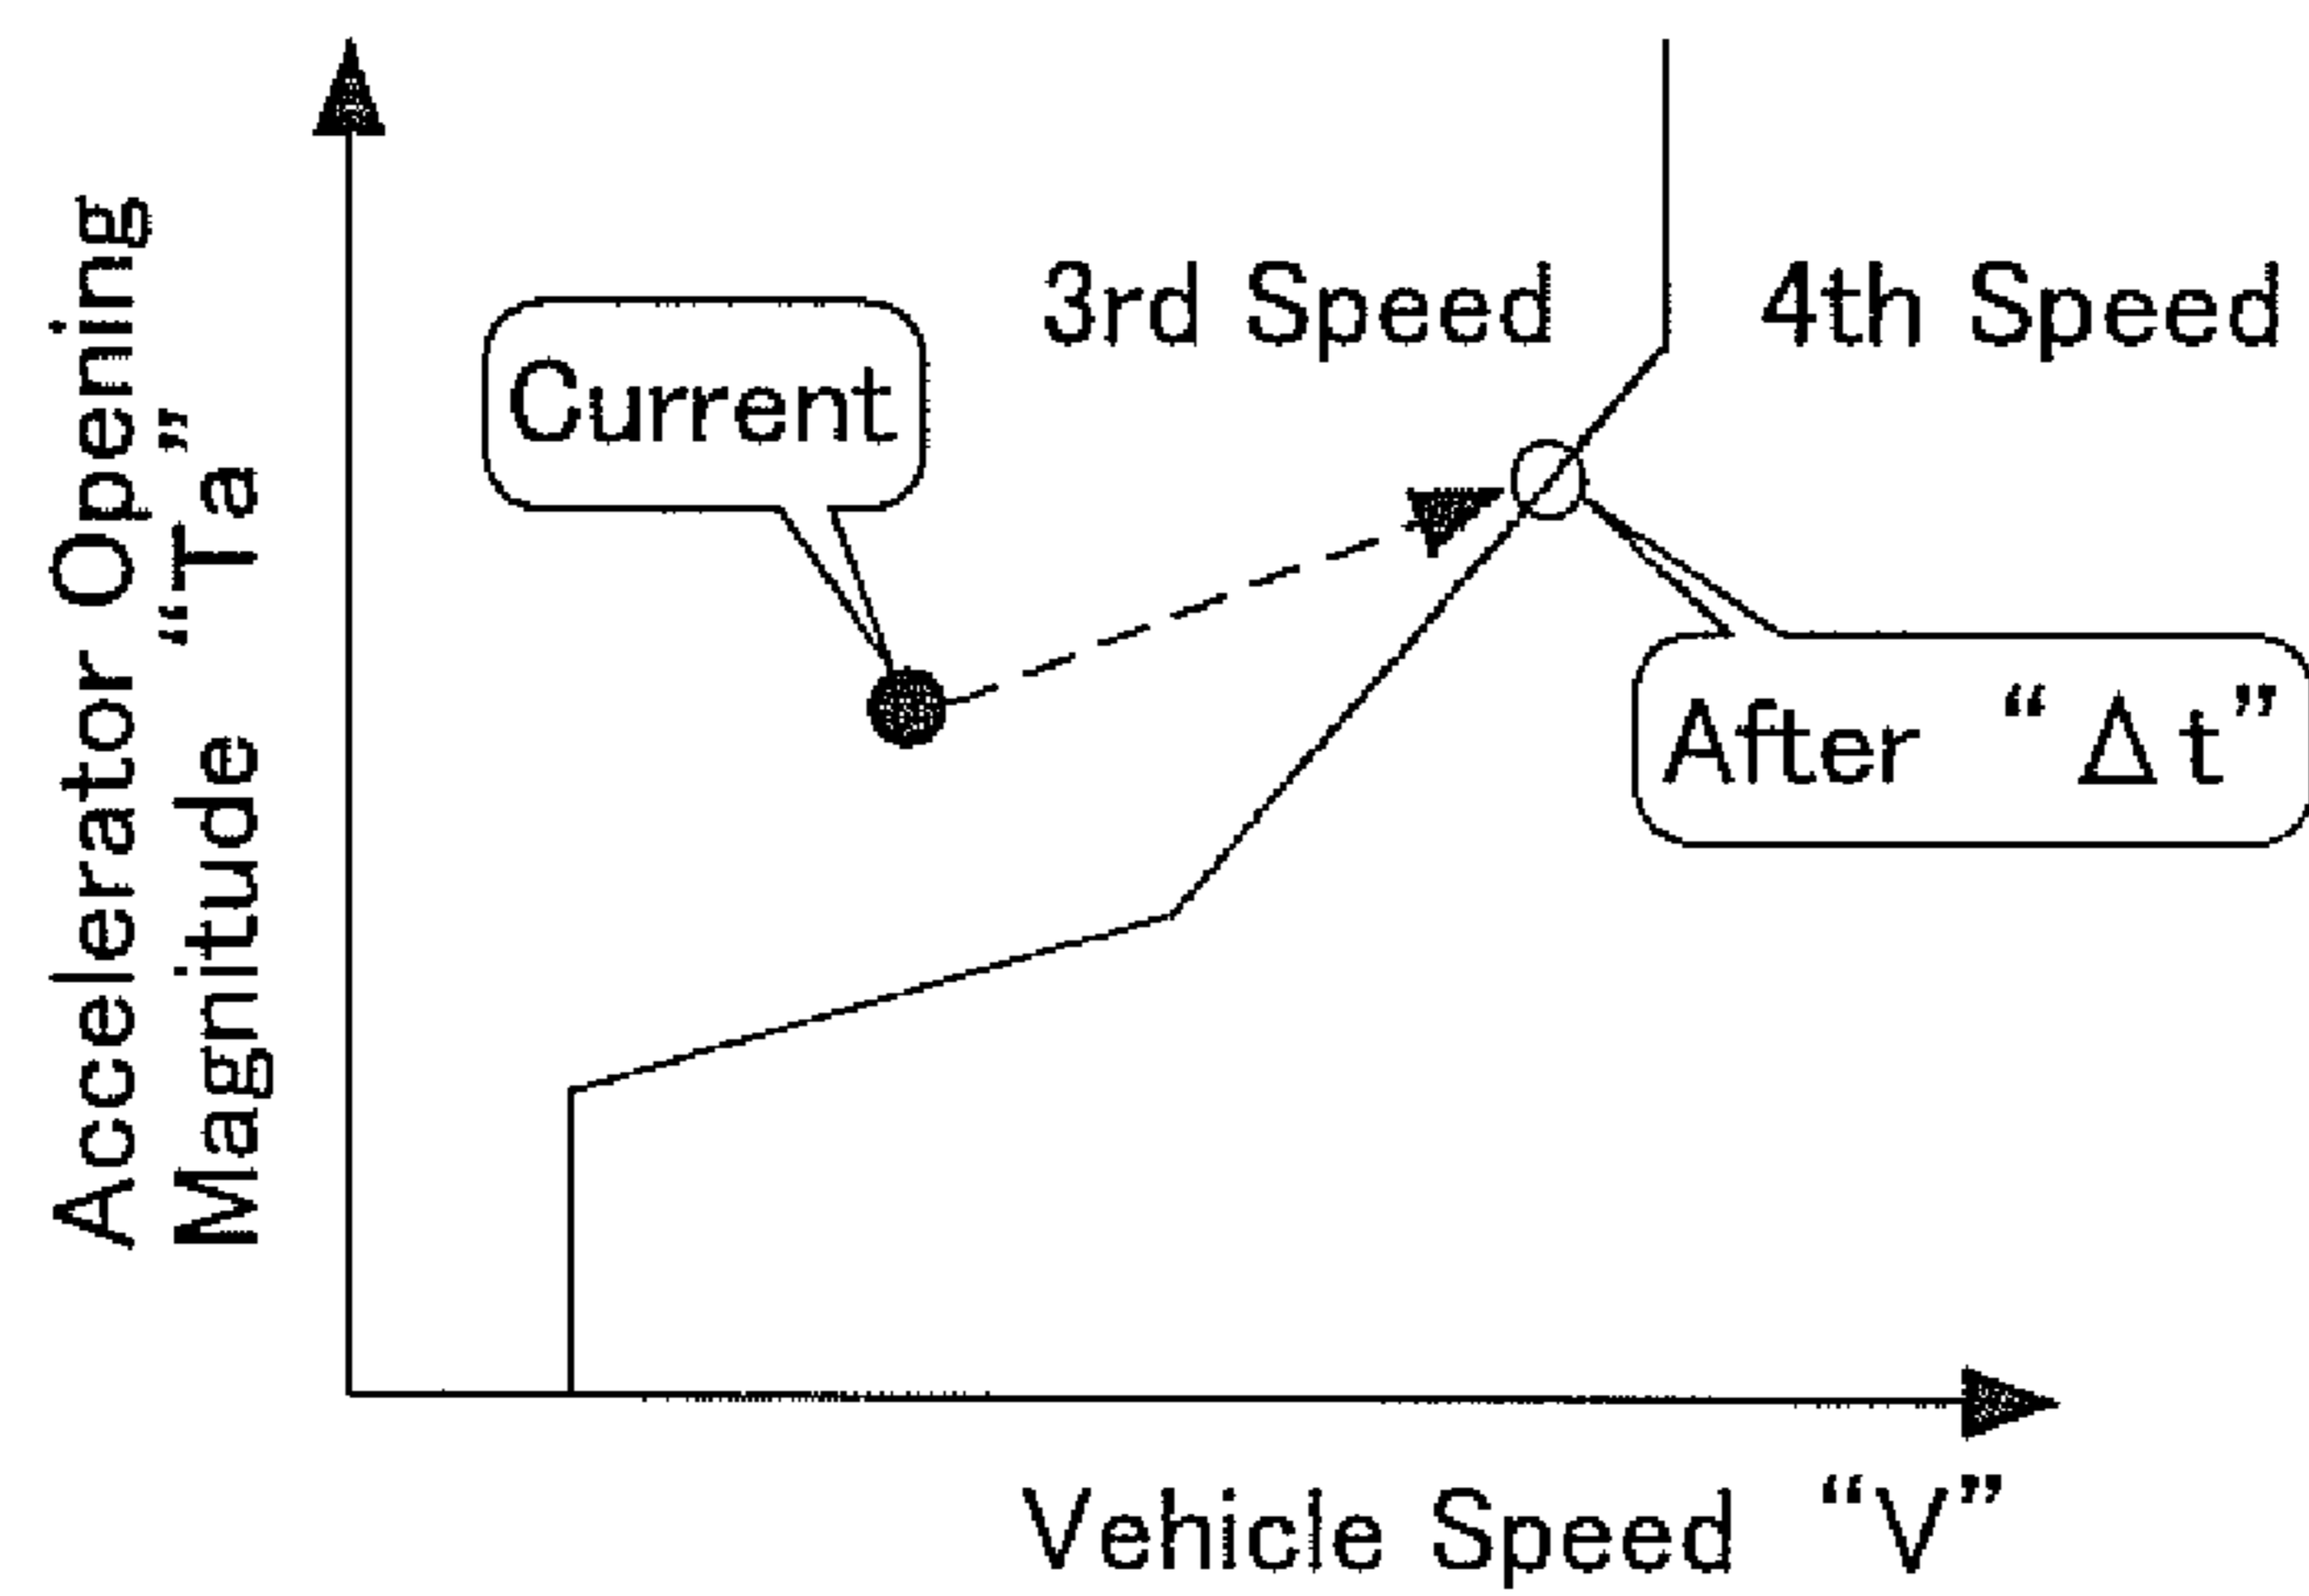 Accelerator Opening
Magnitude “Ta”
3rd Speed
4th Speed
Current
After “Δt”
Vehicle Speed “V”